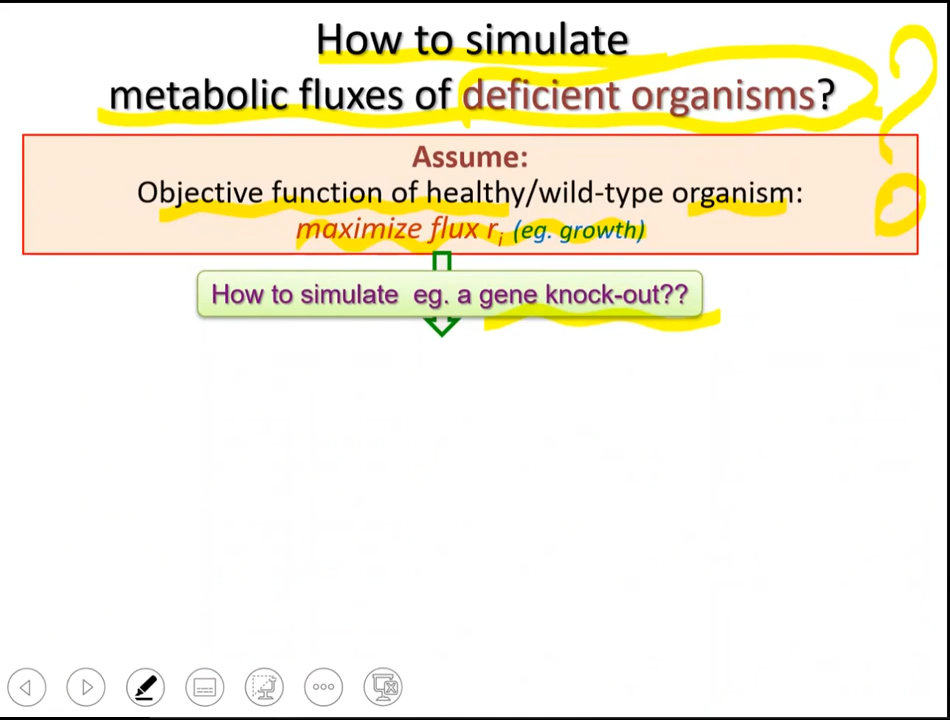 How to simulate
metabolic fluxes of deficient organisms?
Assume:
Objective function of healthy/wild-type organism:
maximize flux ri (eg. growth)
How to simulate eg. a gene knock-out??